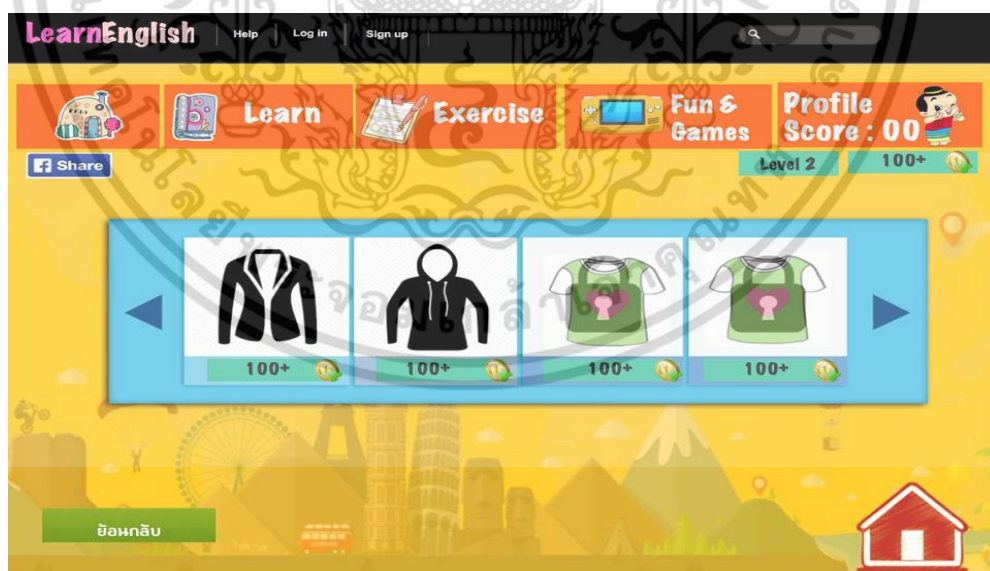 LearnEnglish Help Log in Sign up
Learn Exercise Fun & Games Profile Score : 00
Share
Level 2 100+
100+ 100+ 100+ 100+
ย้อนกลับ